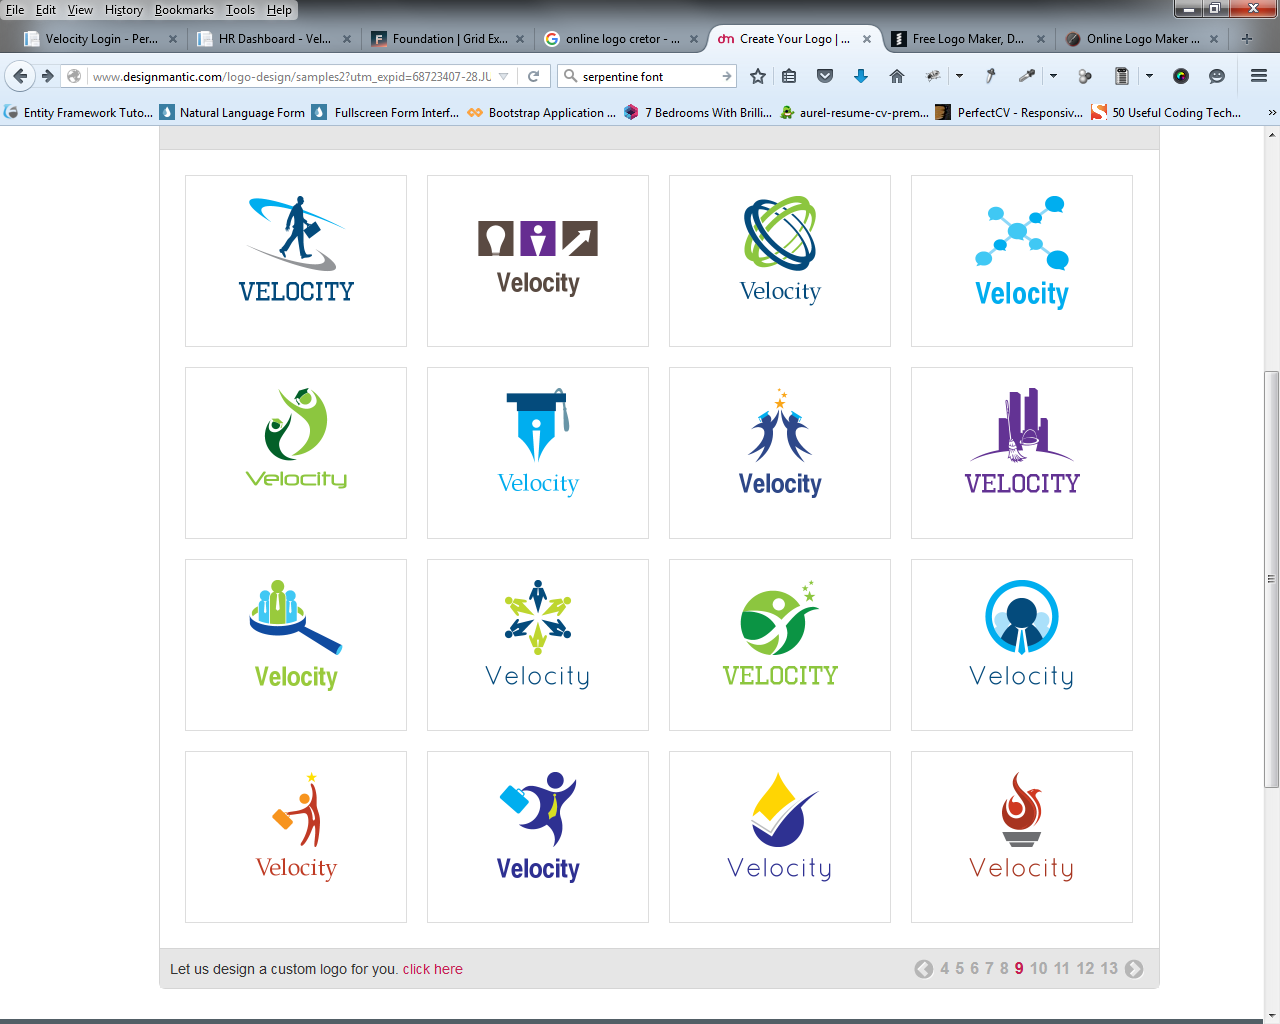 File Edit View History Bookmarks Tools Help
Velocity Login - Per... HR Dashboard - Vel... Foundation | Grid Ex... online logo cretor - ... Create Your Logo | ... Free Logo Maker, D... Online Logo Maker ...
www.designmantic.com/logo-design/samples2?utm_expid=68723407-28.JU serpentine font
Entity Framework Tuto... Natural Language Form Fullscreen Form Interf... Bootstrap Application ... 7 Bedrooms With Brilli... aurel-resume-cv-prem... PerfectCV - Responsiv... 50 Useful Coding Tech...
VELOCITY Velocity Velocity Velocity
Velocity Velocity Velocity VELOCITY
Velocity Velocity VELOCITY Velocity
Velocity Velocity Velocity Velocity
Let us design a custom logo for you. click here 4 5 6 7 8 9 10 11 12 13